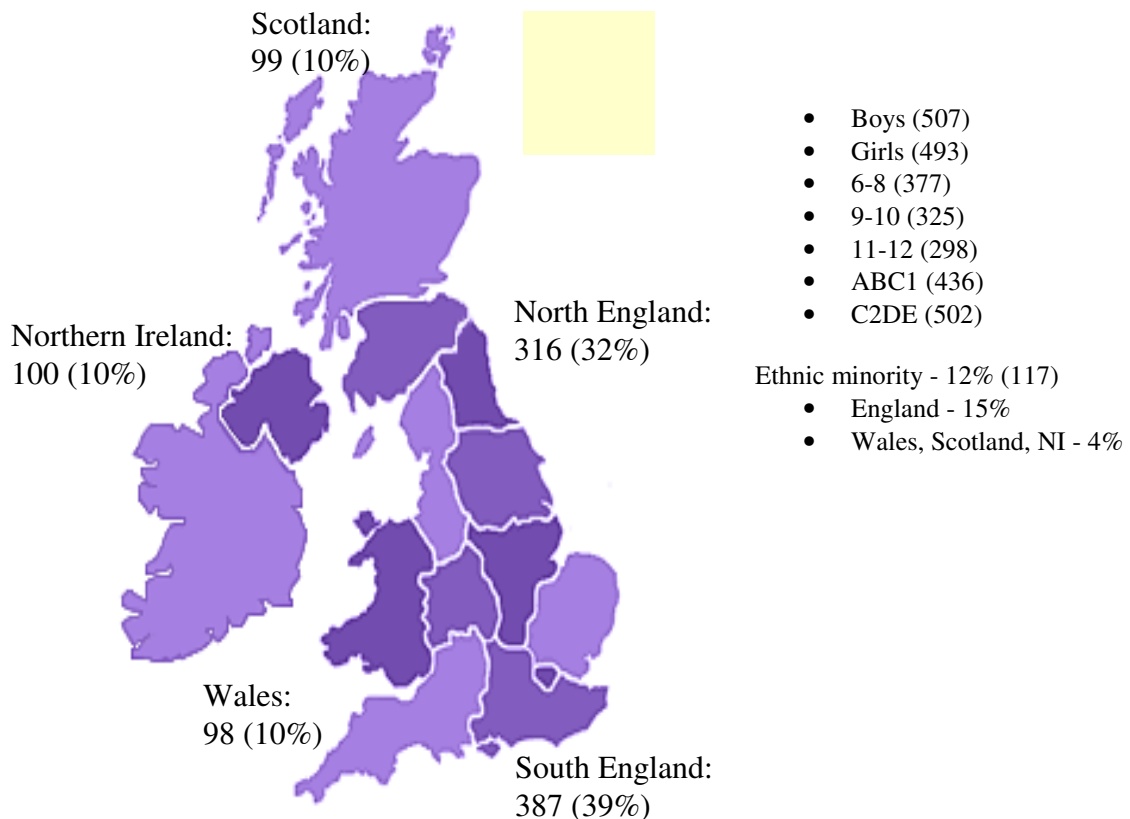 Scotland:
99 (10%)
Northern Ireland:
100 (10%)
North England:
316 (32%)
Wales:
98 (10%)
South England:
387 (39%)
• Boys (507)
• Girls (493)
• 6-8 (377)
• 9-10 (325)
• 11-12 (298)
• ABC1 (436)
• C2DE (502)
Ethnic minority - 12% (117)
• England - 15%
• Wales, Scotland, NI - 4%